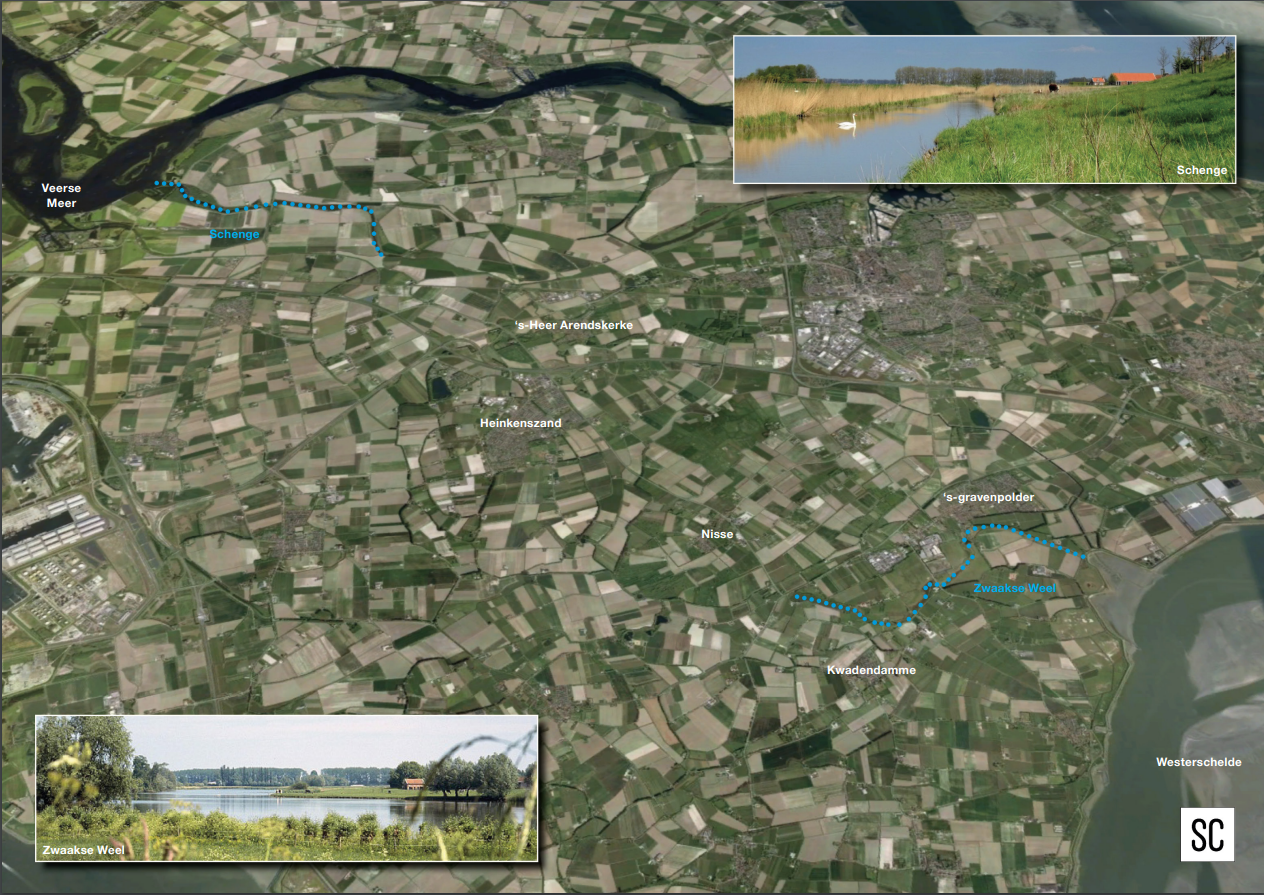 Schenge
Veerse
Meer
Schenge
‘s-Heer Arendskerke
Heinkenszand
‘s-gravenpolder
Nisse
Zwaakse Weel
Kwadendamme
Westerschelde
Zwaakse Weel
SC